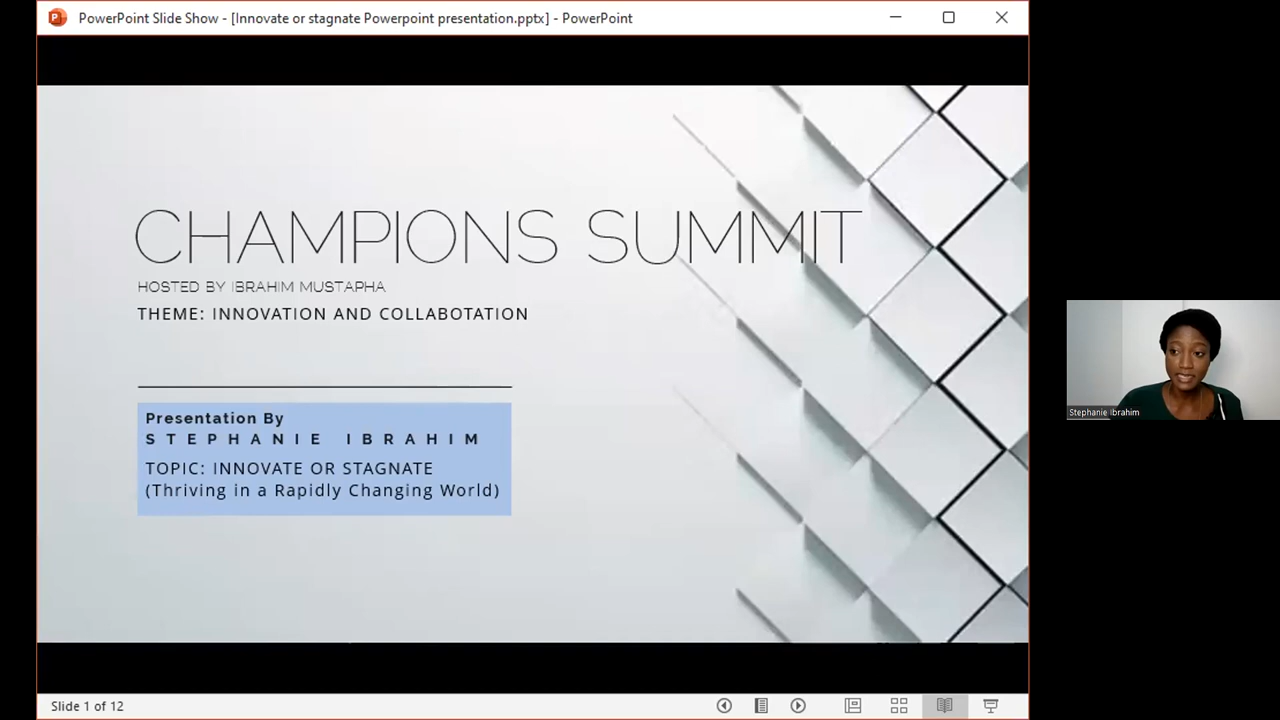 PowerPoint Slide Show - [Innovate or stagnate Powerpoint presentation.pptx] - PowerPoint
CHAMPIONS SUMMIT
HOSTED BY IBRAHIM MUSTAPHA
THEME: INNOVATION AND COLLABOTATION
Presentation By
STEPHANIE IBRAHIM
TOPIC: INNOVATE OR STAGNATE
(Thriving in a Rapidly Changing World)
Stephanie Ibrahim
Slide 1 of 12